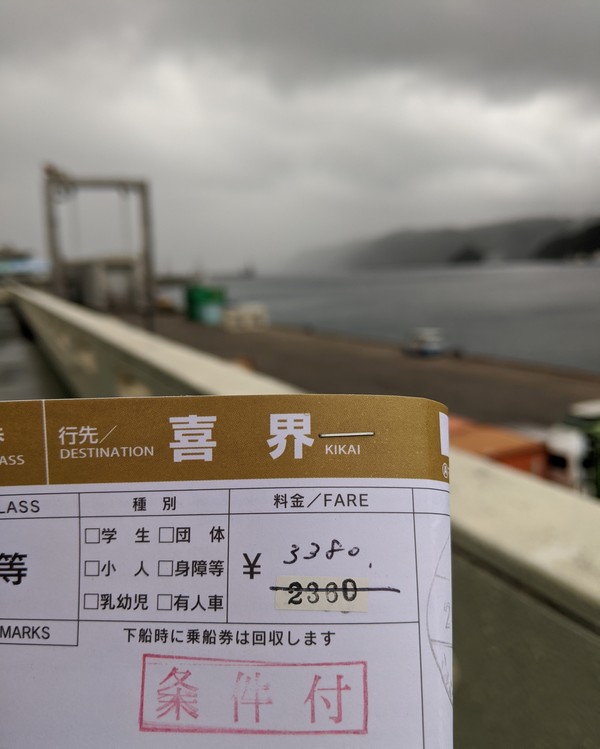 行先／
DESTINATION
喜界
KIKAI
ASS
LASS
種別
料金／FARE
等
□学生 □団体
□小人 □身障等
□乳幼児 □有人車
¥ 3380.
2360
MARKS
下船時に乗船券は回収します
条件付